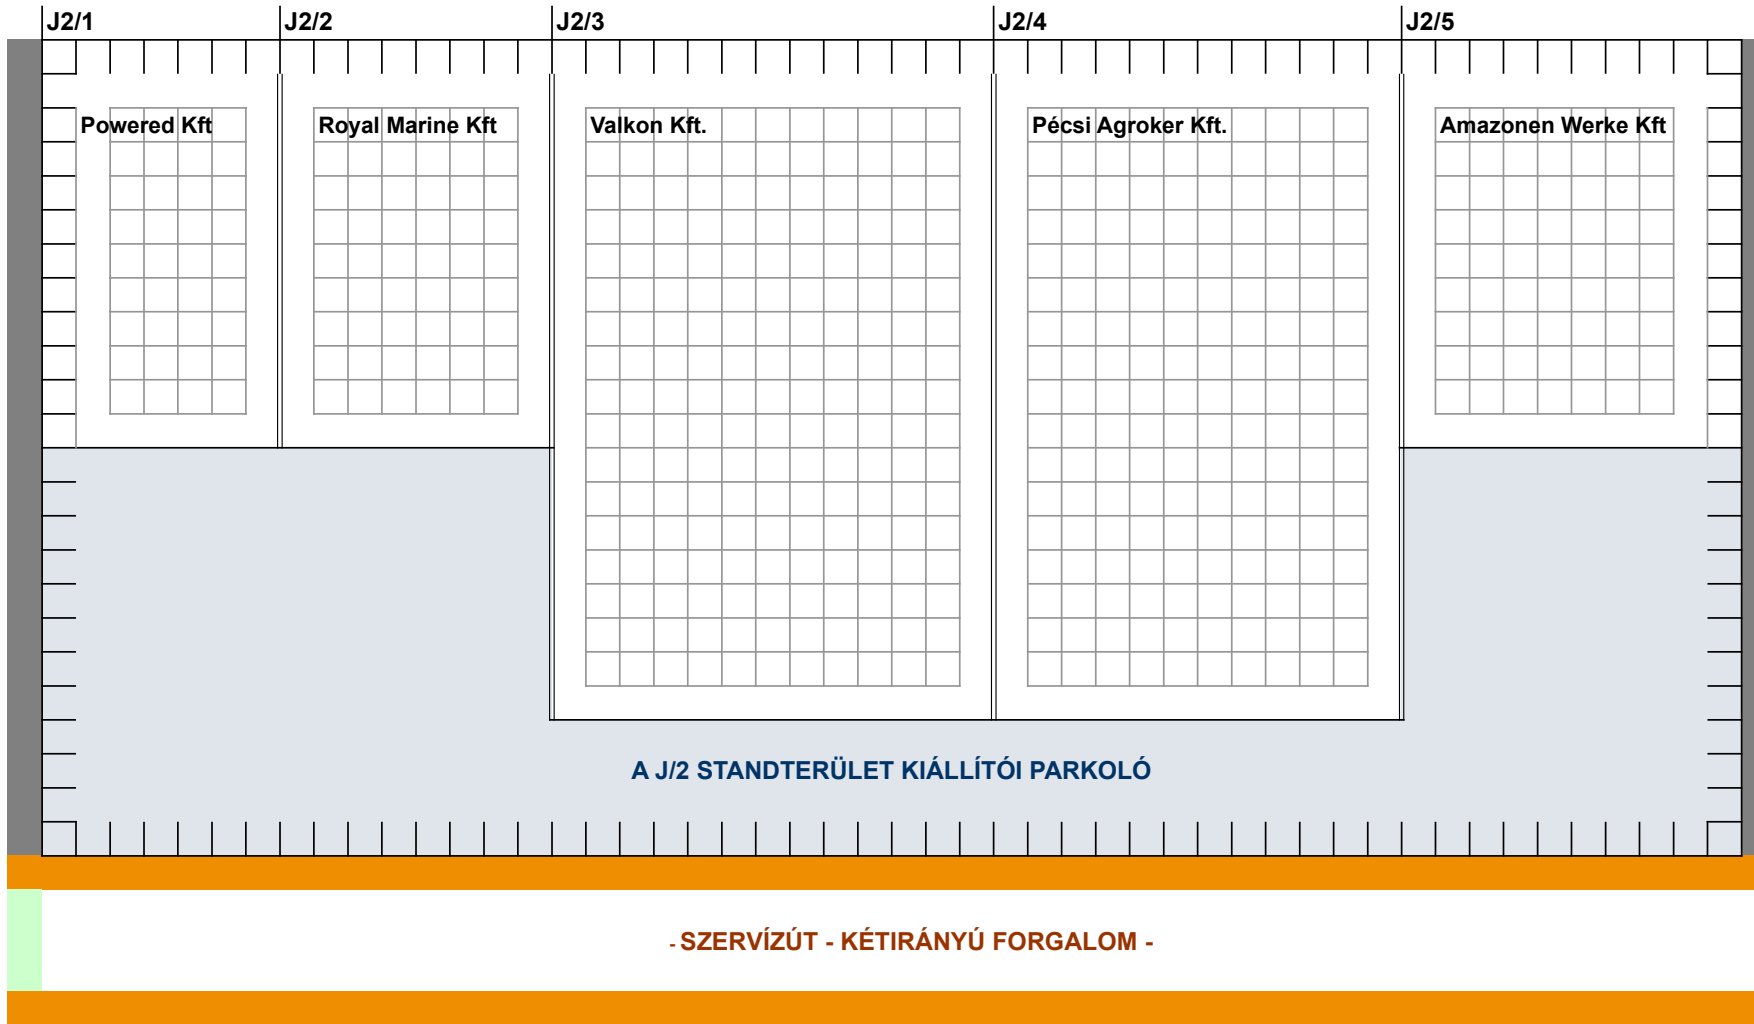 J2/1 J2/2 J2/3 J2/4 J2/5
Powered Kft Royal Marine Kft Valkon Kft. Pécsi Agroker Kft. Amazonen Werke Kft
A J/2 STANDTERÜLET KIÁLLÍTÓI PARKOLÓ
- SZERVÍZÚT - KÉTIRÁNYÚ FORGALOM -